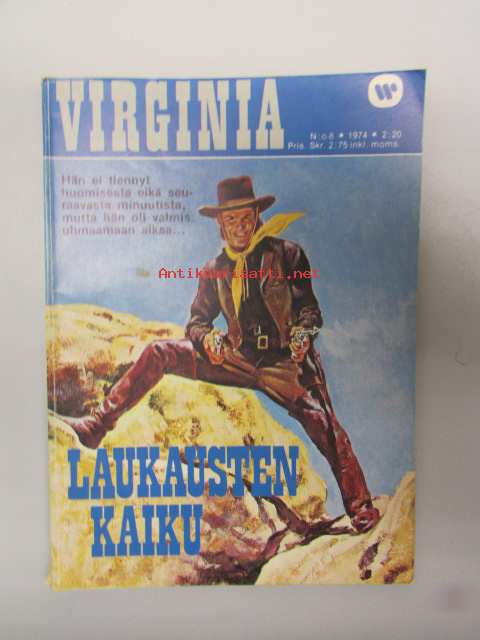 VIRGINIA
N:o 8 * 1974 * 2:20
Pris. Skr. 2:75 inkl. moms.
Hän ei tiennyt
huomisesta eikä seu-
raavasta minuutista,
mutta hän oli valmis
uhmaamaan aikaa...
Antikvariaatti.net
LAUKAUSTEN
KAIKU